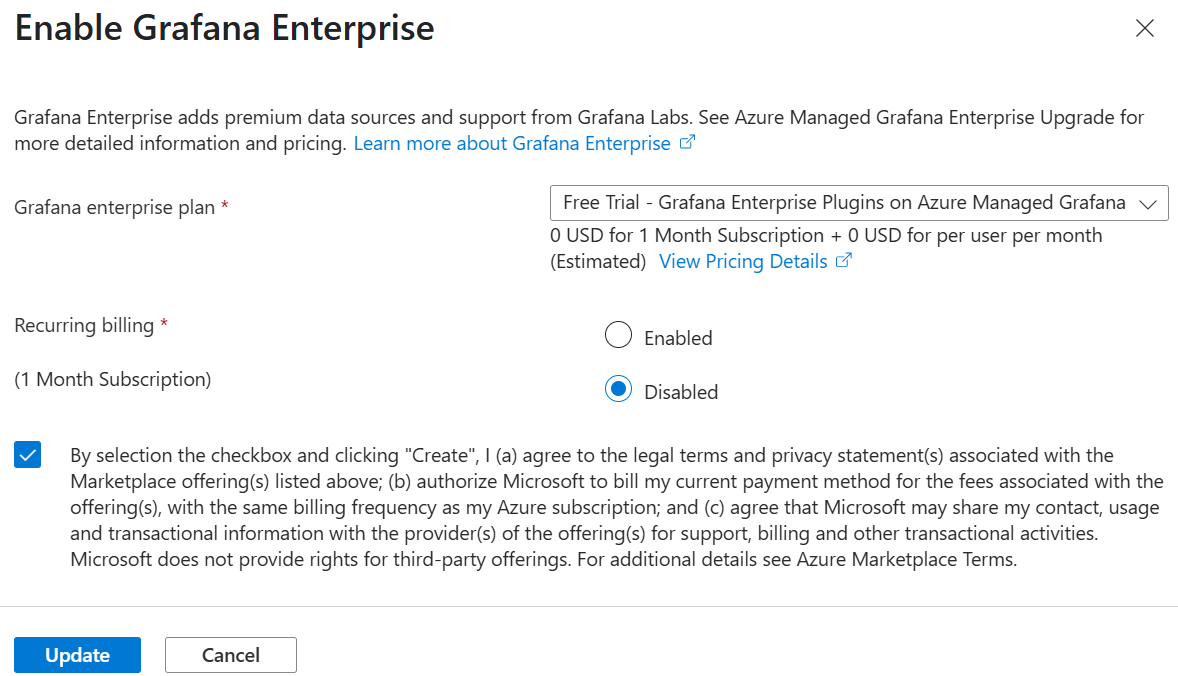 Enable Grafana Enterprise
Grafana Enterprise adds premium data sources and support from Grafana Labs. See Azure Managed Grafana Enterprise Upgrade for
more detailed information and pricing. Learn more about Grafana Enterprise
Grafana enterprise plan *
Free Trial - Grafana Enterprise Plugins on Azure Managed Grafana
0 USD for 1 Month Subscription + 0 USD for per user per month
(Estimated) View Pricing Details
Recurring billing *
Enabled
(1 Month Subscription)
Disabled
By selection the checkbox and clicking "Create", I (a) agree to the legal terms and privacy statement(s) associated with the
Marketplace offering(s) listed above; (b) authorize Microsoft to bill my current payment method for the fees associated with the
offering(s), with the same billing frequency as my Azure subscription; and (c) agree that Microsoft may share my contact, usage
and transactional information with the provider(s) of the offering(s) for support, billing and other transactional activities.
Microsoft does not provide rights for third-party offerings. For additional details see Azure Marketplace Terms.
Update
Cancel